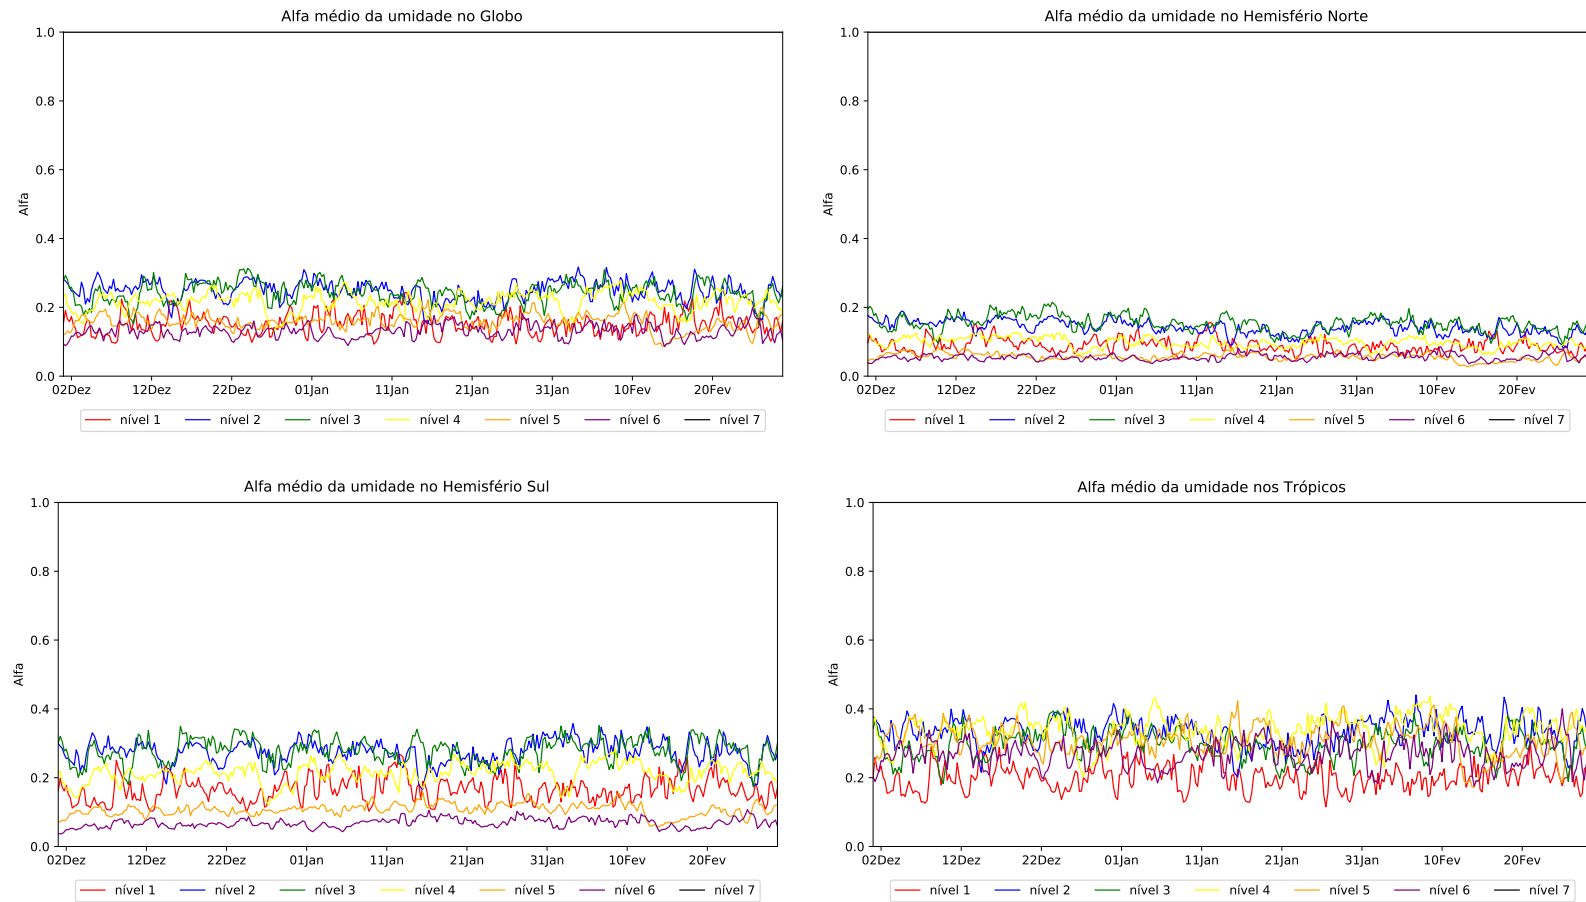 Alfa médio da umidade no Globo
1.0
0.8
0.6
0.4
0.2
0.0
Alfa
02Dez 12Dez 22Dez 01Jan 11Jan 21Jan 31Jan 10Fev 20Fev
nível 1 nível 2 nível 3 nível 4 nível 5 nível 6 nível 7
Alfa médio da umidade no Hemisfério Norte
1.0
0.8
0.6
0.4
0.2
0.0
Alfa
02Dez 12Dez 22Dez 01Jan 11Jan 21Jan 31Jan 10Fev 20Fev
nível 1 nível 2 nível 3 nível 4 nível 5 nível 6 nível 7
Alfa médio da umidade no Hemisfério Sul
1.0
0.8
0.6
0.4
0.2
0.0
Alfa
02Dez 12Dez 22Dez 01Jan 11Jan 21Jan 31Jan 10Fev 20Fev
nível 1 nível 2 nível 3 nível 4 nível 5 nível 6 nível 7
Alfa médio da umidade nos Trópicos
1.0
0.8
0.6
0.4
0.2
0.0
Alfa
02Dez 12Dez 22Dez 01Jan 11Jan 21Jan 31Jan 10Fev 20Fev
nível 1 nível 2 nível 3 nível 4 nível 5 nível 6 nível 7